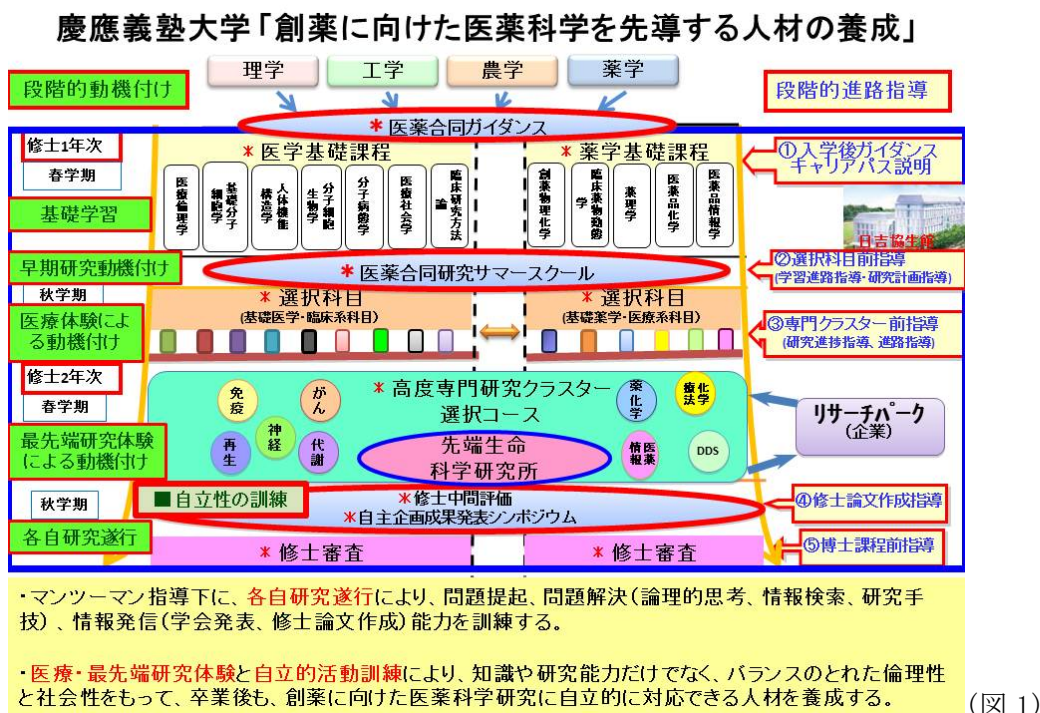 慶應義塾大学「創薬に向けた医薬科学を先導する人材の養成」
理学
工学
農学
薬学
段階的動機付け
段階的進路指導
*医薬合同ガイダンス
修士1年次
春学期
基礎学習
*医学基礎課程
*薬学基礎課程
医療倫理学
基礎分子細胞学
人体機能構造学
分子細胞生物学
分子病態学
医療社会学
臨床研究方法論
創薬物理化学
臨床薬物動態学
薬理学
医薬品化学
医薬品情報学
①入学後ガイダンス
キャリアパス説明
日吉協生館
早期研究動機付け
*医薬合同研究サマースクール
②選択科目前指導
(学習進路指導・研究計画指導)
秋学期
医療体験によ
る動機付け
*選択科目
(基礎医学・臨床系科目)
*選択科目
(基礎薬学・医療系科目)
③専門クラスター前指導
(研究進捗指導、進路指導)
修士2年次
春学期
最先端研究体験
による動機付け
*高度専門研究クラスター
選択コース
免疫
がん
再生
神経
代謝
先端生命
科学研究所
薬化学
化学療法
医薬情報
DDS
リサーチパーク
(企業)
秋学期
■自立性の訓練
*修士中間評価
*自主企画成果発表シンポジウム
④修士論文作成指導
各自研究遂行
*修士審査
*修士審査
⑤博士課程前指導
・マンツーマン指導下に、各自研究遂行により、問題提起、問題解決(論理的思考、情報検索、研究手
技)、情報発信(学会発表、修士論文作成)能力を訓練する。
・医療・最先端研究体験と自立的活動訓練により、知識や研究能力だけでなく、バランスのとれた倫理性
と社会性をもって、卒業後も、創薬に向けた医薬科学研究に自立的に対応できる人材を養成する。
(図 1)